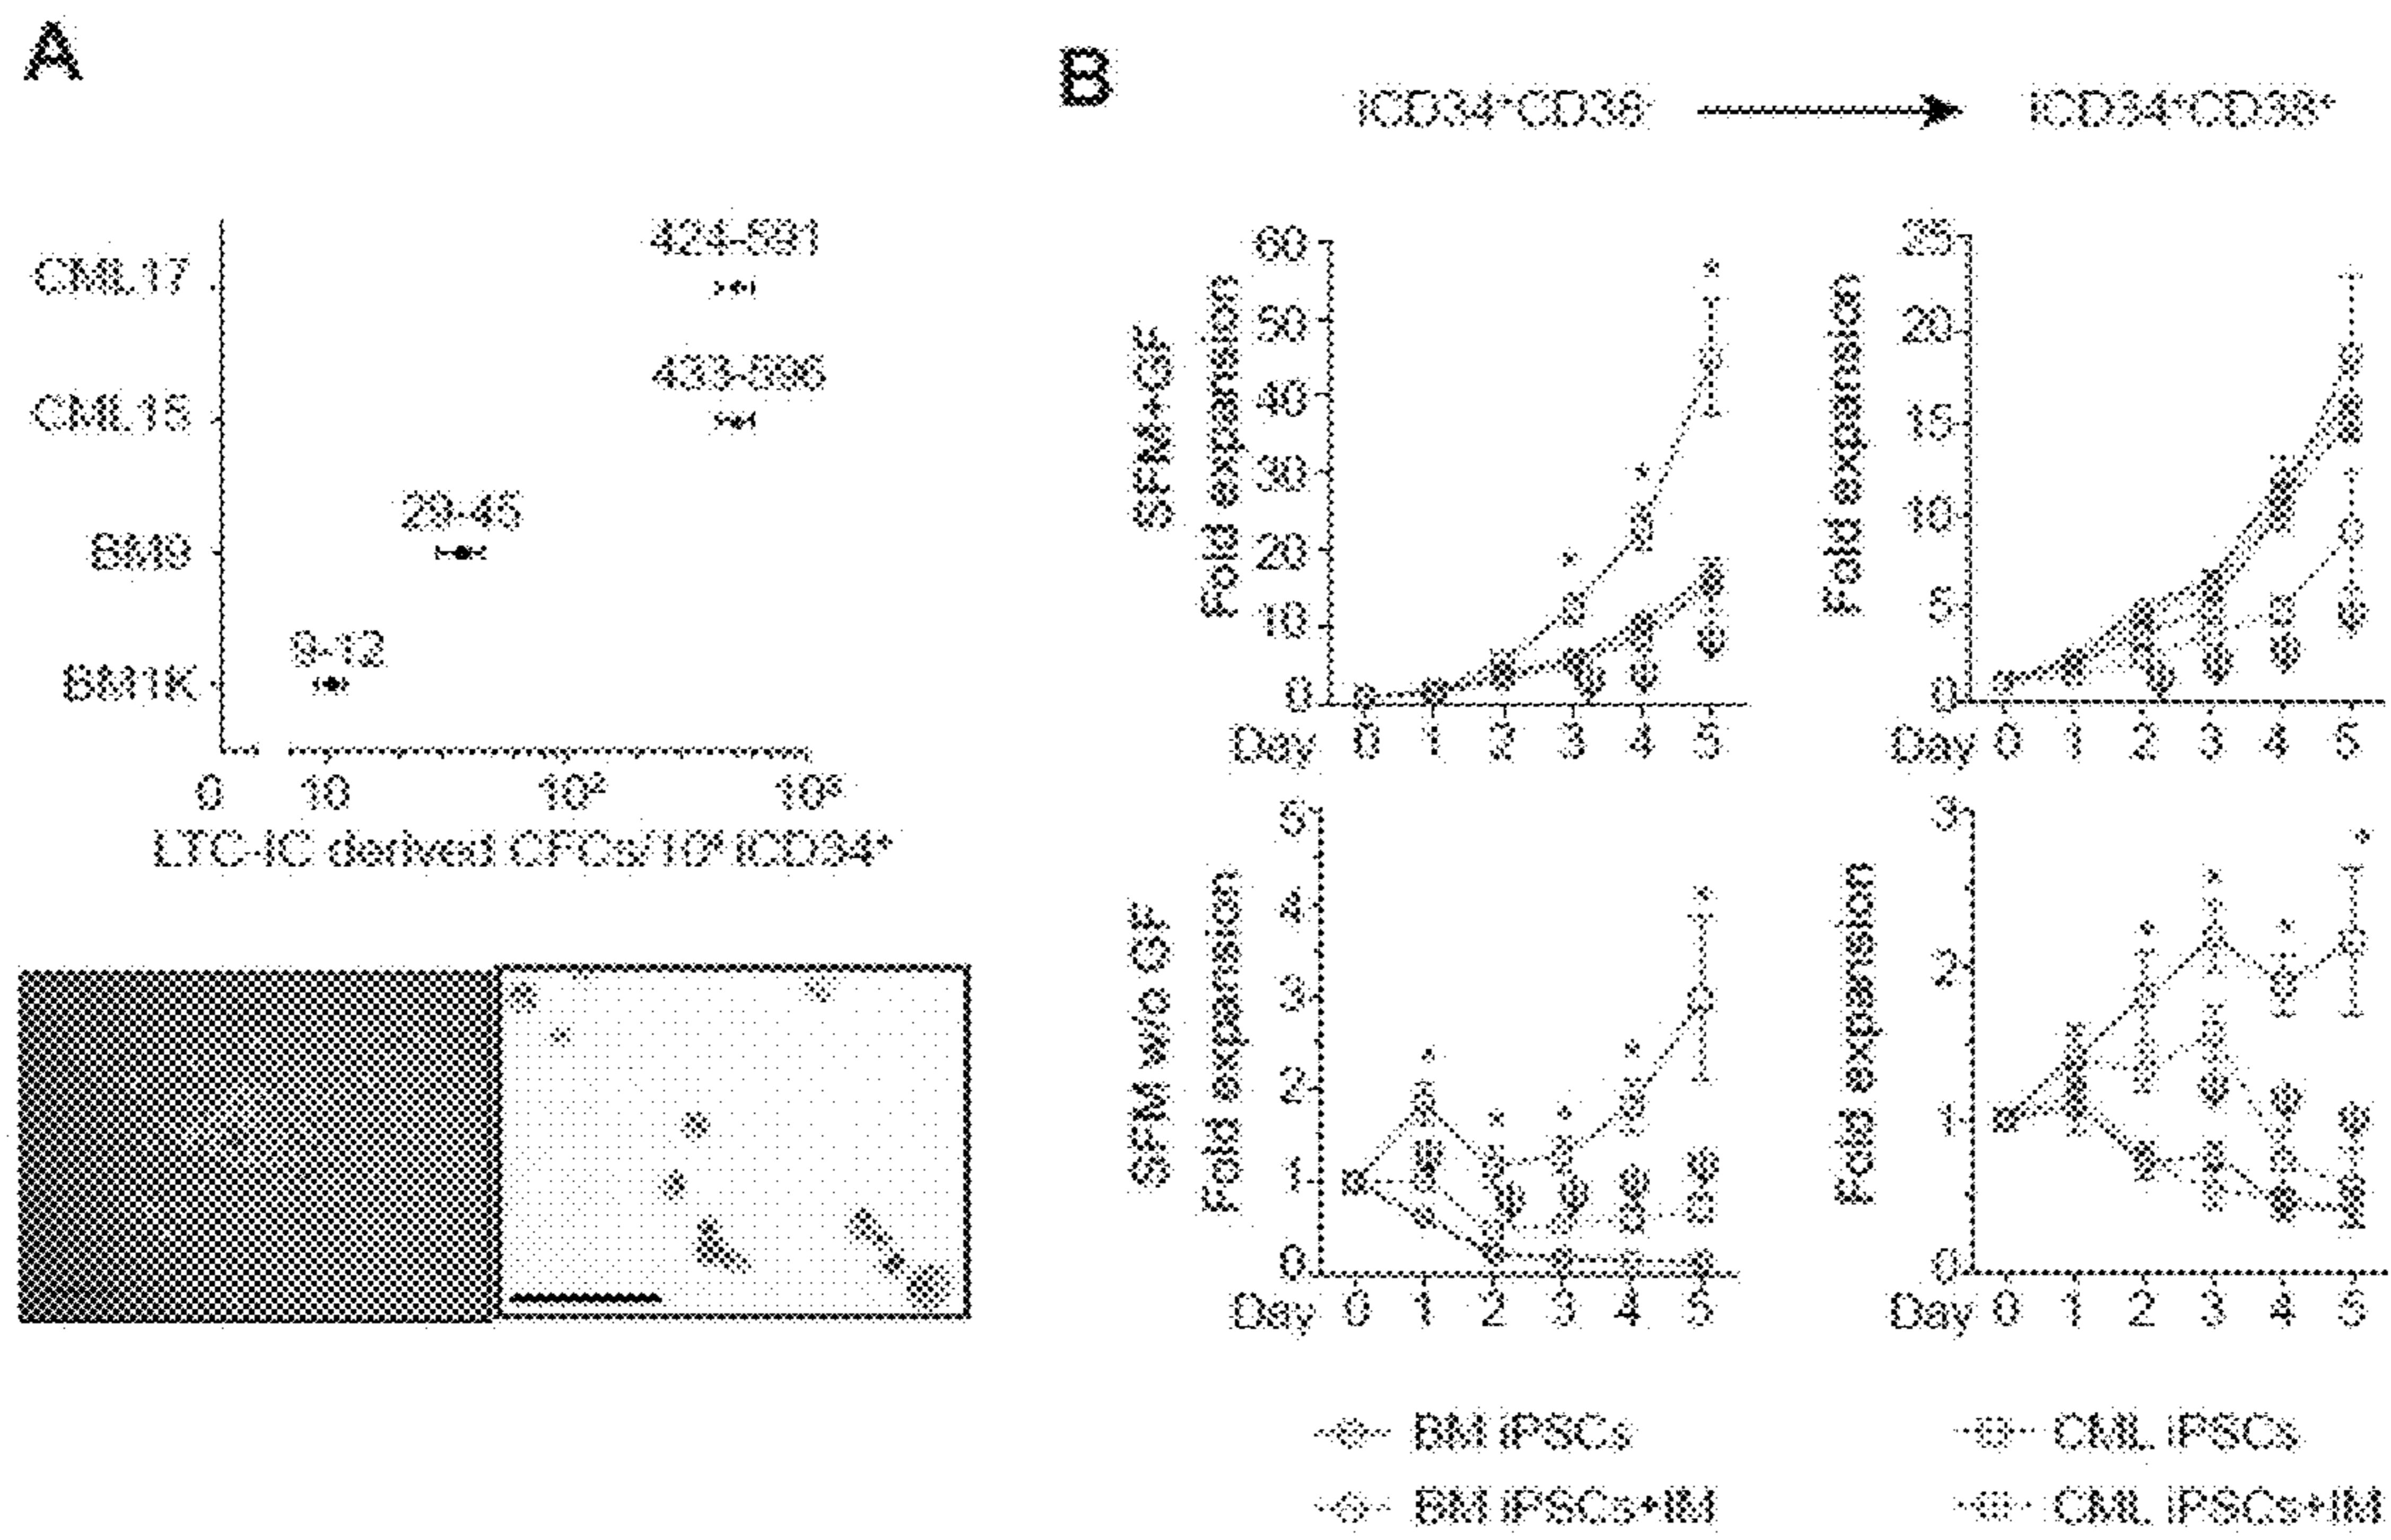 A
CML17
CML15
BM9
BM1K
424-591
433-596
29-45
9-12
0 10 10²
LTC-IC derived CFCs/10⁴ iCD34⁺
B
iCD34⁺CD38⁻
iCD34⁺CD38⁺
SFM+GF
Fold expansion
60
50
40
30
20
10
0
Day 0 1 2 3 4 5
Fold expansion
25
20
15
10
5
0
Day 0 1 2 3 4 5
SFM w/o GF
Fold expansion
5
4
3
2
1
0
Day 0 1 2 3 4 5
Fold expansion
3
2
1
0
Day 0 1 2 3 4 5
BM iPSCs
BM iPSCs+IM
CML iPSCs
CML iPSCs+IM